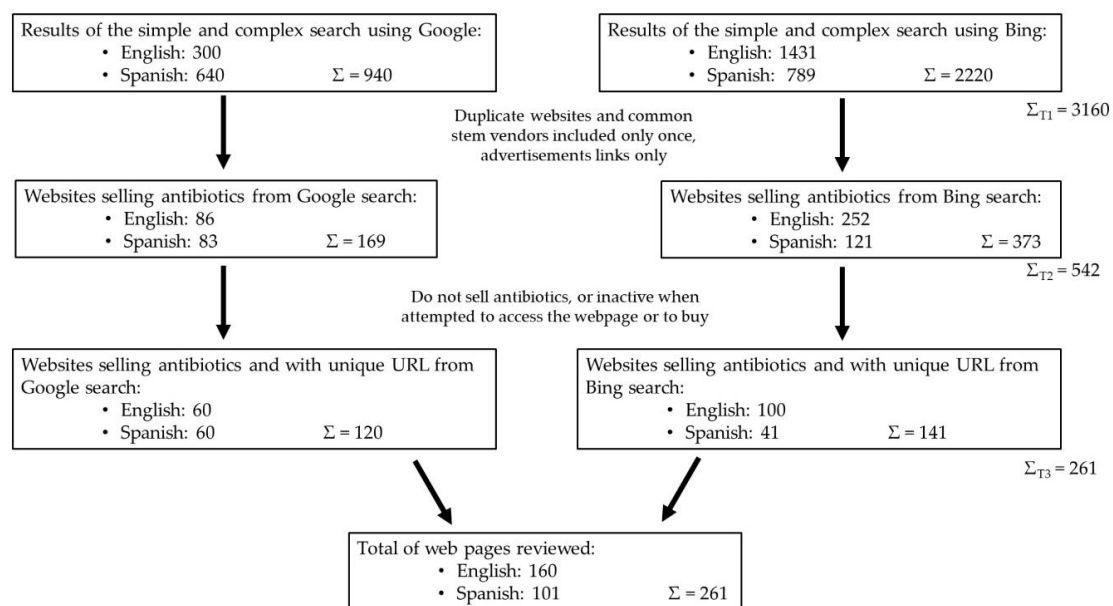 Results of the simple and complex search using Google:
• English: 300
• Spanish: 640 Σ = 940
Results of the simple and complex search using Bing:
• English: 1431
• Spanish: 789 Σ = 2220
ΣT1 = 3160
Duplicate websites and common
stem vendors included only once,
advertisements links only
Websites selling antibiotics from Google search:
• English: 86
• Spanish: 83 Σ = 169
Websites selling antibiotics from Bing search:
• English: 252
• Spanish: 121 Σ = 373
ΣT2 = 542
Do not sell antibiotics, or inactive when
attempted to access the webpage or to buy
Websites selling antibiotics and with unique URL from
Google search:
• English: 60
• Spanish: 60 Σ = 120
Websites selling antibiotics and with unique URL from
Bing search:
• English: 100
• Spanish: 41 Σ = 141
ΣT3 = 261
Total of web pages reviewed:
• English: 160
• Spanish: 101 Σ = 261